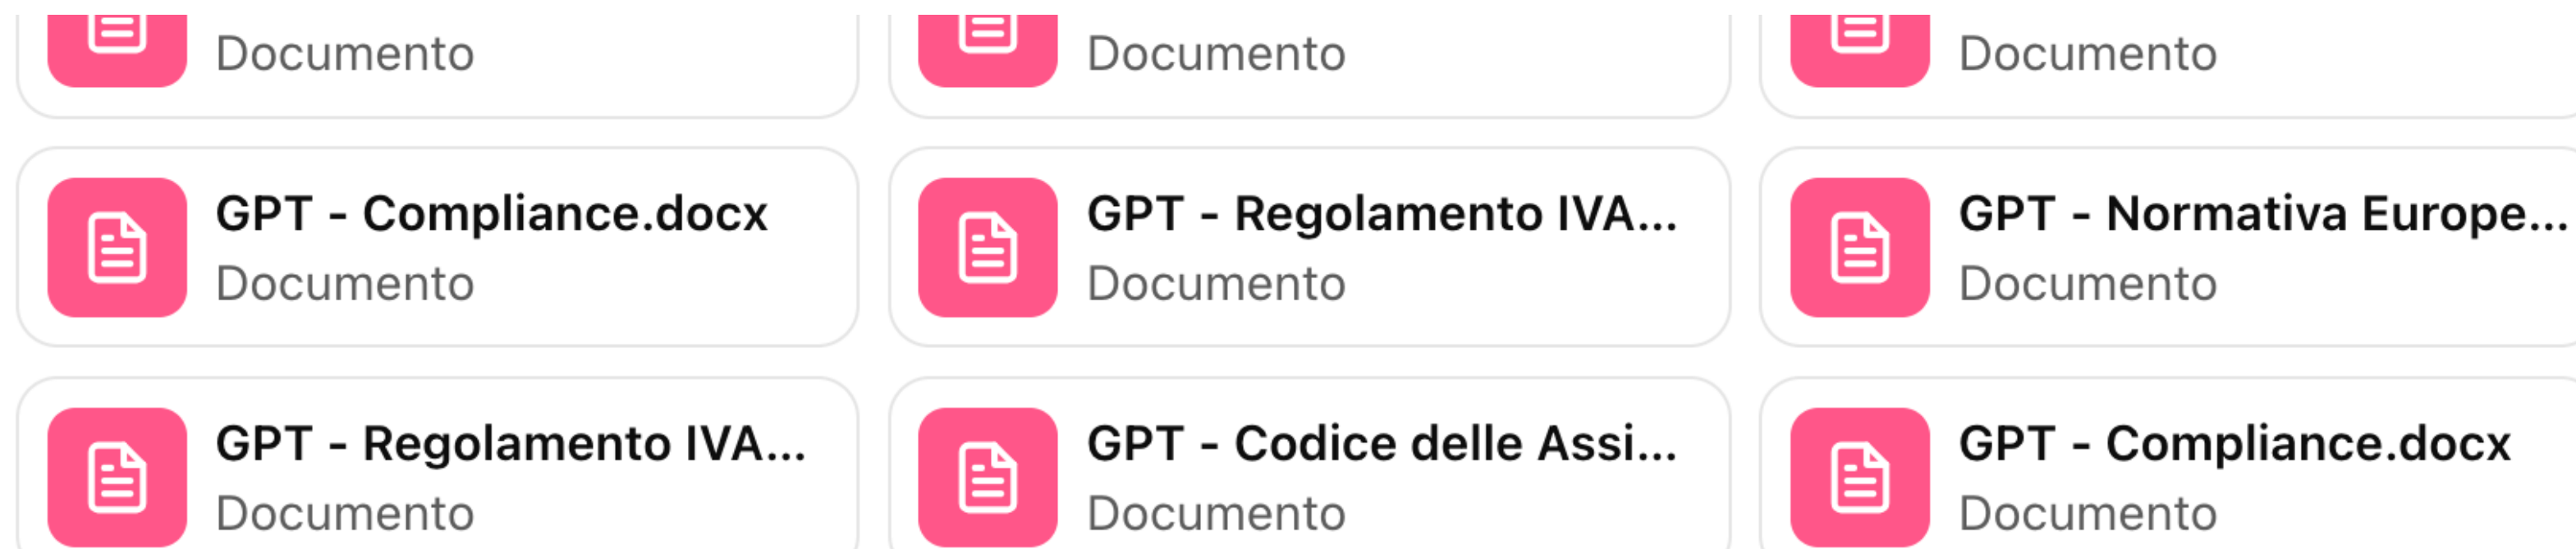 Documento
Documento
Documento
GPT - Compliance.docx
Documento
GPT - Regolamento IVA...
Documento
GPT - Normativa Europe...
Documento
GPT - Regolamento IVA...
Documento
GPT - Codice delle Assi...
Documento
GPT - Compliance.docx
Documento